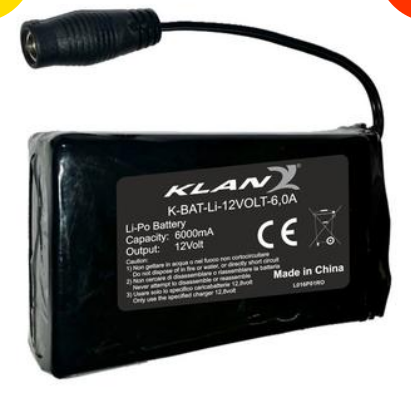 KLAN
K-BAT-Li-12VOLT-6,0A
Li-Po Battery
Capacity: 6000mA
Output: 12Volt
CE
Caution:
1) Non gettare in acqua o nel fuoco non cortocircuitare
Do not dispose of in fire or water, or directly short circuit
2) Non cercare di disassemblare o riassemblare la batteria
Never attempt to disassemble or reassemble
3) Usare solo lo specifico caricabatterie 12,8volt
Only use the specified charger 12,8volt
Made in China
L016P01RO